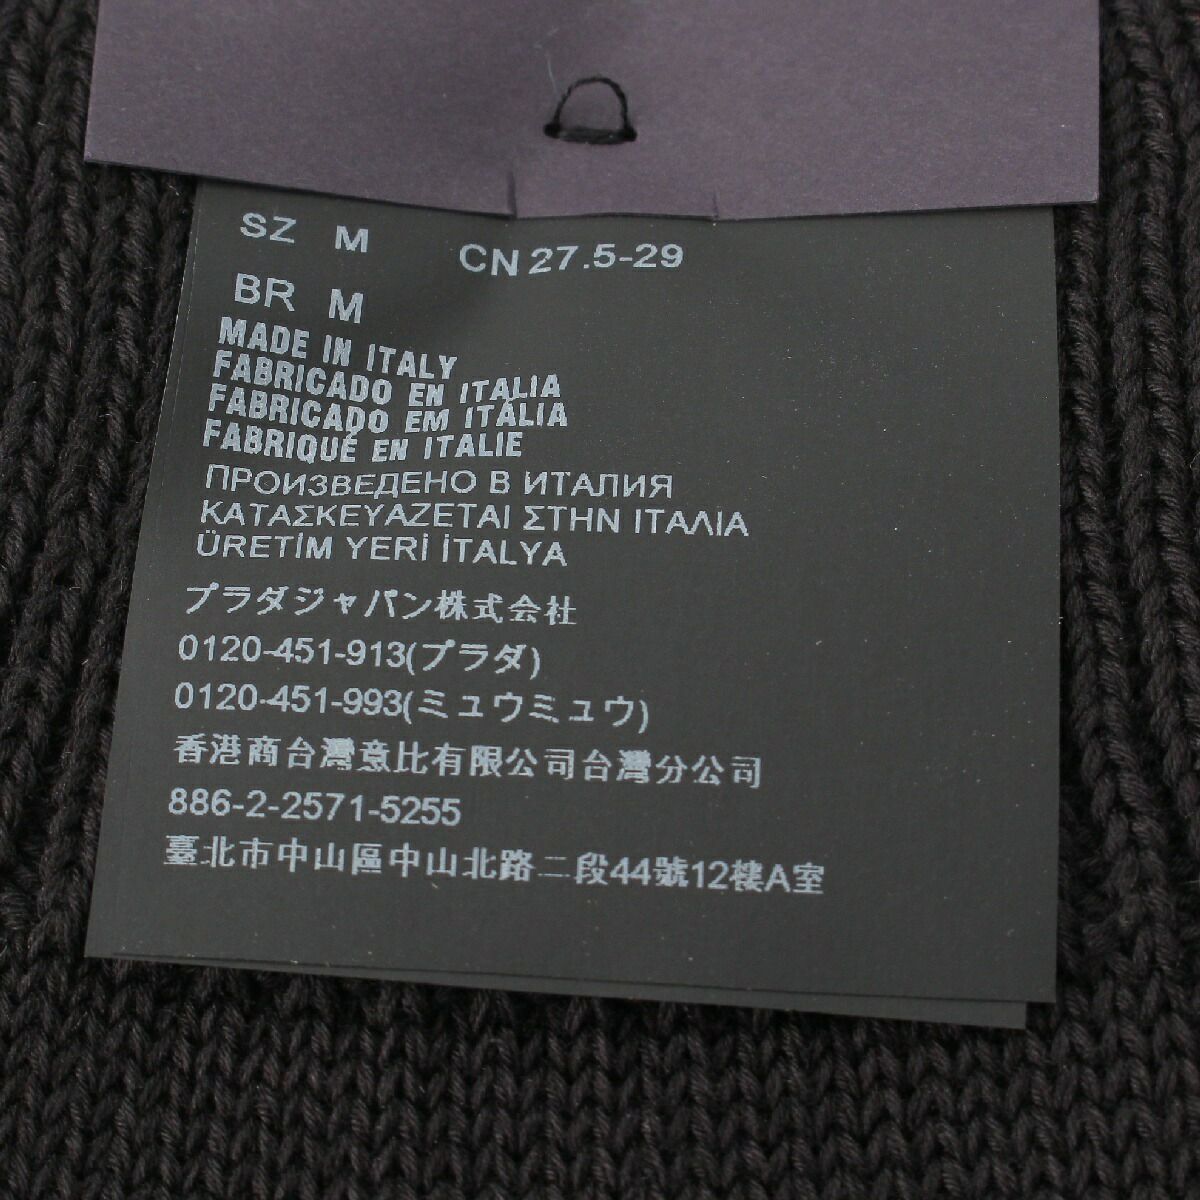 SZ M CN 27.5-29
BR M
MADE IN ITALY
FABRICADO EN ITALIA
FABRICADO EM ITÁLIA
FABRIQUÉ EN ITALIE
ПРОИЗВЕДЕНО В ИТАЛИЯ
ΚΑΤΑΣΚΕΥΑΖΕΤΑΙ ΣΤΗΝ ΙΤΑΛΙΑ
ÜRETİM YERİ İTALYA
プラダジャパン株式会社
0120-451-913(プラダ)
0120-451-993(ミュウミュウ)
香港商台灣意比有限公司台灣分公司
886-2-2571-5255
臺北市中山區中山北路二段44號12樓A室